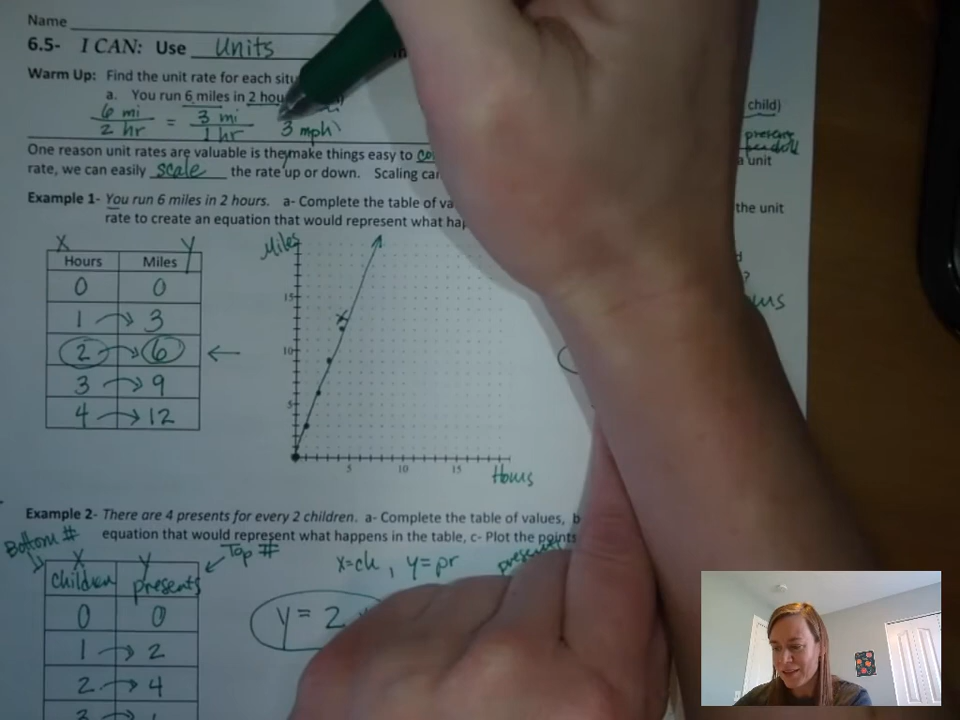 Name
6.5- I CAN: Use Units
Warm Up: Find the unit rate for each
a. You run 6 miles in 2
child)
6 mi / 2 hr = 3 mi / 1 hr 3 mph
One reason unit rates are valuable is they make things easy to a unit
rate, we can easily scale the rate up or down. Scaling
Example 1- You run 6 miles in 2 hours. a- Complete the table of the unit
rate to create an equation that would represent what
X Y
Hours Miles
0 0
1 3
2 6
3 9
4 12
Miles
15
10
5
5 10 15
Hours
Example 2- There are 4 presents for every 2 children. a- Complete the table of values,
equation that would represent what happens in the table, c- Plot the points
Bottom # Top #
X y
children presents
0 0
1 2
2 4
3
x=ch, y=pr
y = 2